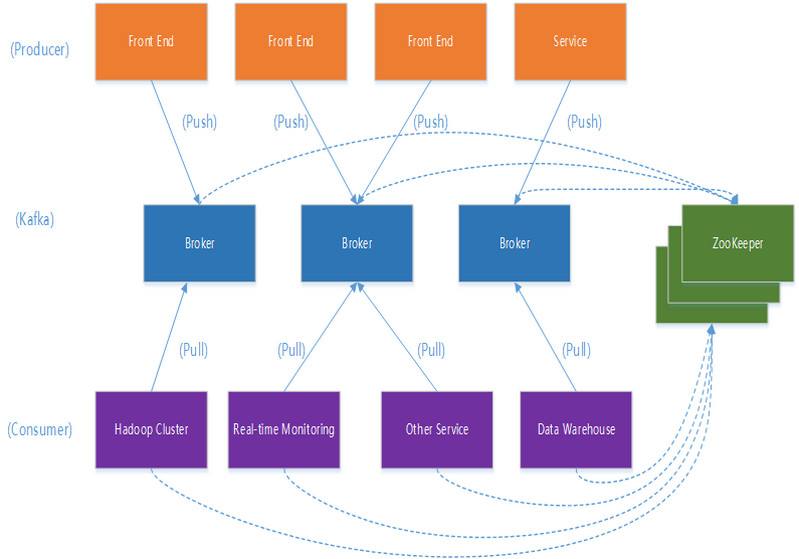 (Producer)
Front End
Front End
Front End
Service
(Push)
(Push)
(Push)
(Push)
(Kafka)
Broker
Broker
Broker
ZooKeeper
(Pull)
(Pull)
(Pull)
(Pull)
(Consumer)
Hadoop Cluster
Real-time Monitoring
Other Service
Data Warehouse